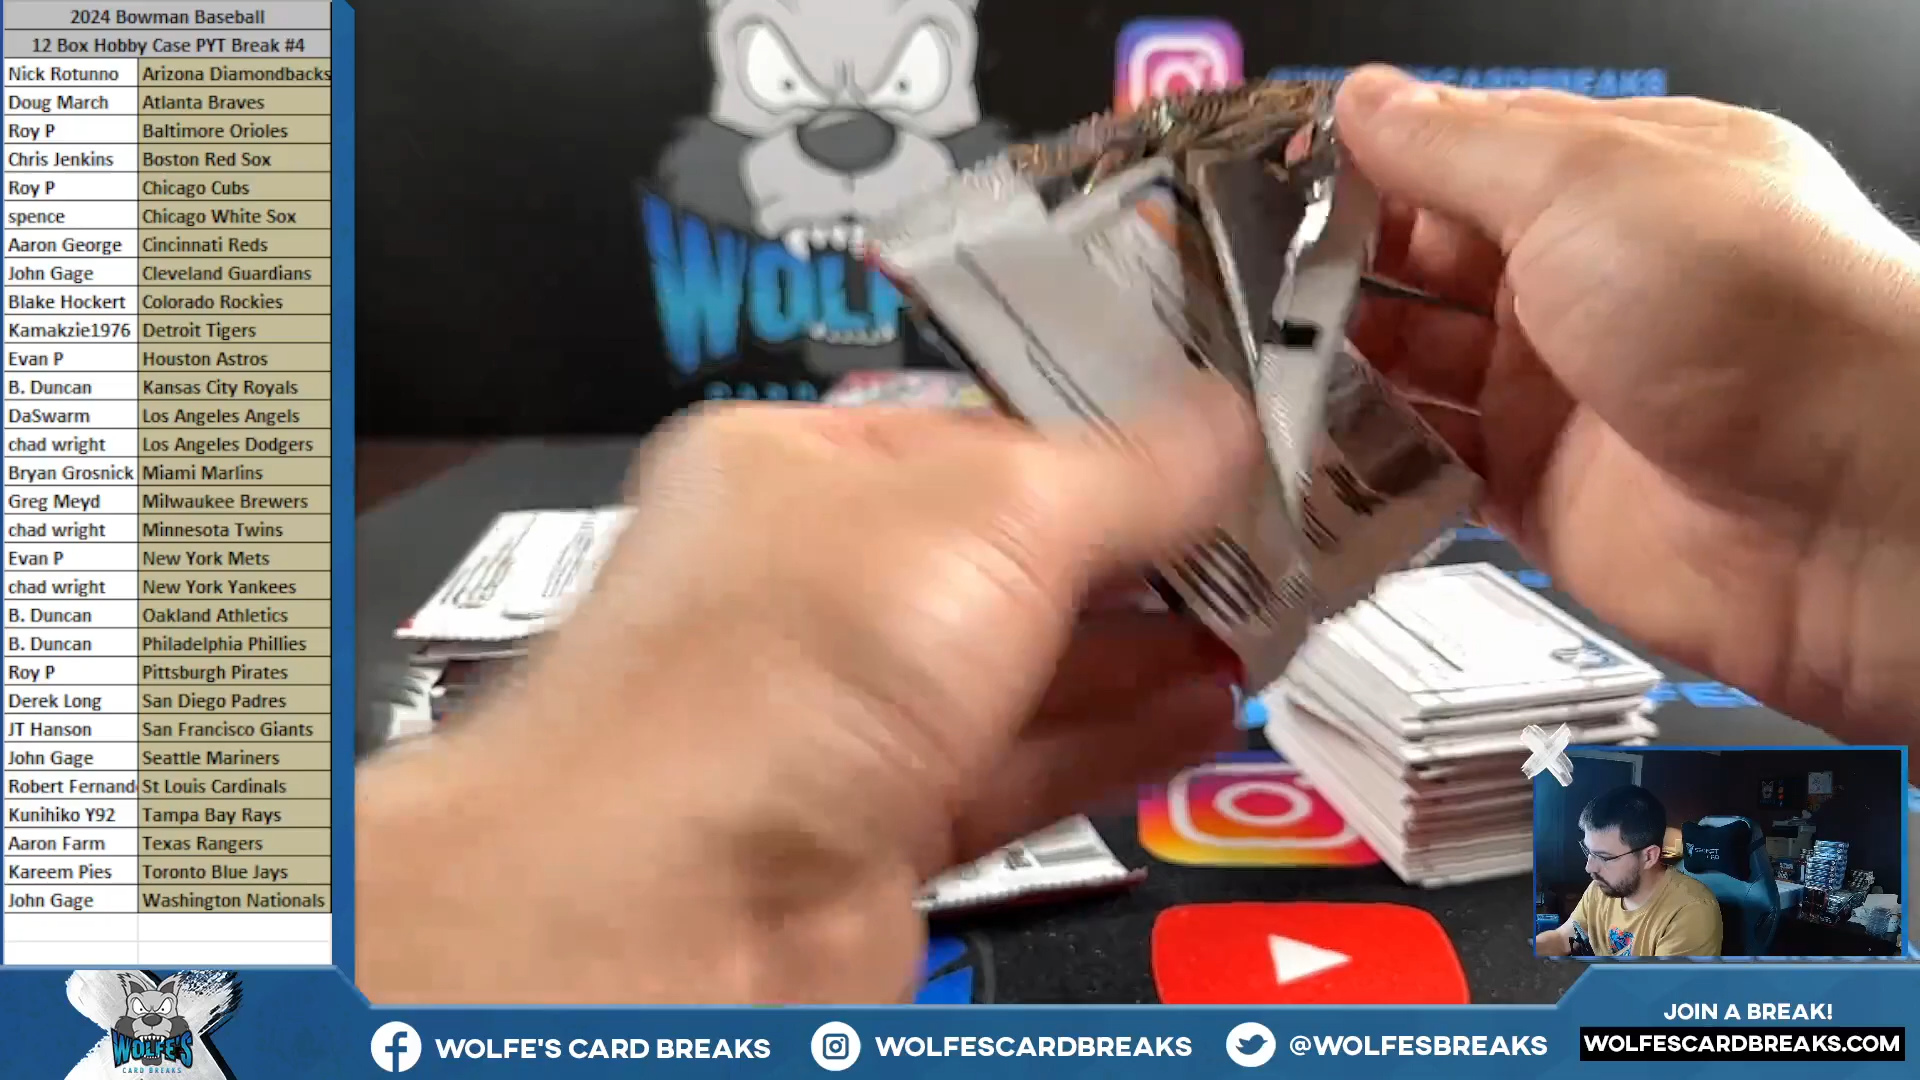 2024 Bowman Baseball
12 Box Hobby Case PYT Break #4
Nick Rotunno Arizona Diamondbacks
Doug March Atlanta Braves
Roy P Baltimore Orioles
Chris Jenkins Boston Red Sox
Roy P Chicago Cubs
spence Chicago White Sox
Aaron George Cincinnati Reds
John Gage Cleveland Guardians
Blake Hockert Colorado Rockies
Kamakzie1976 Detroit Tigers
Evan P Houston Astros
B. Duncan Kansas City Royals
DaSwarm Los Angeles Angels
chad wright Los Angeles Dodgers
Bryan Grosnick Miami Marlins
Greg Meyd Milwaukee Brewers
chad wright Minnesota Twins
Evan P New York Mets
chad wright New York Yankees
B. Duncan Oakland Athletics
B. Duncan Philadelphia Phillies
Roy P Pittsburgh Pirates
Derek Long San Diego Padres
JT Hanson San Francisco Giants
John Gage Seattle Mariners
Robert Fernand St Louis Cardinals
Kunihiko Y92 Tampa Bay Rays
Aaron Farm Texas Rangers
Kareem Pies Toronto Blue Jays
John Gage Washington Nationals
WOLFE'S
CARD BREAKS
WOLFE'S CARD BREAKS
WOLFESCARDBREAKS
@WOLFESBREAKS
JOIN A BREAK!
WOLFESCARDBREAKS.COM